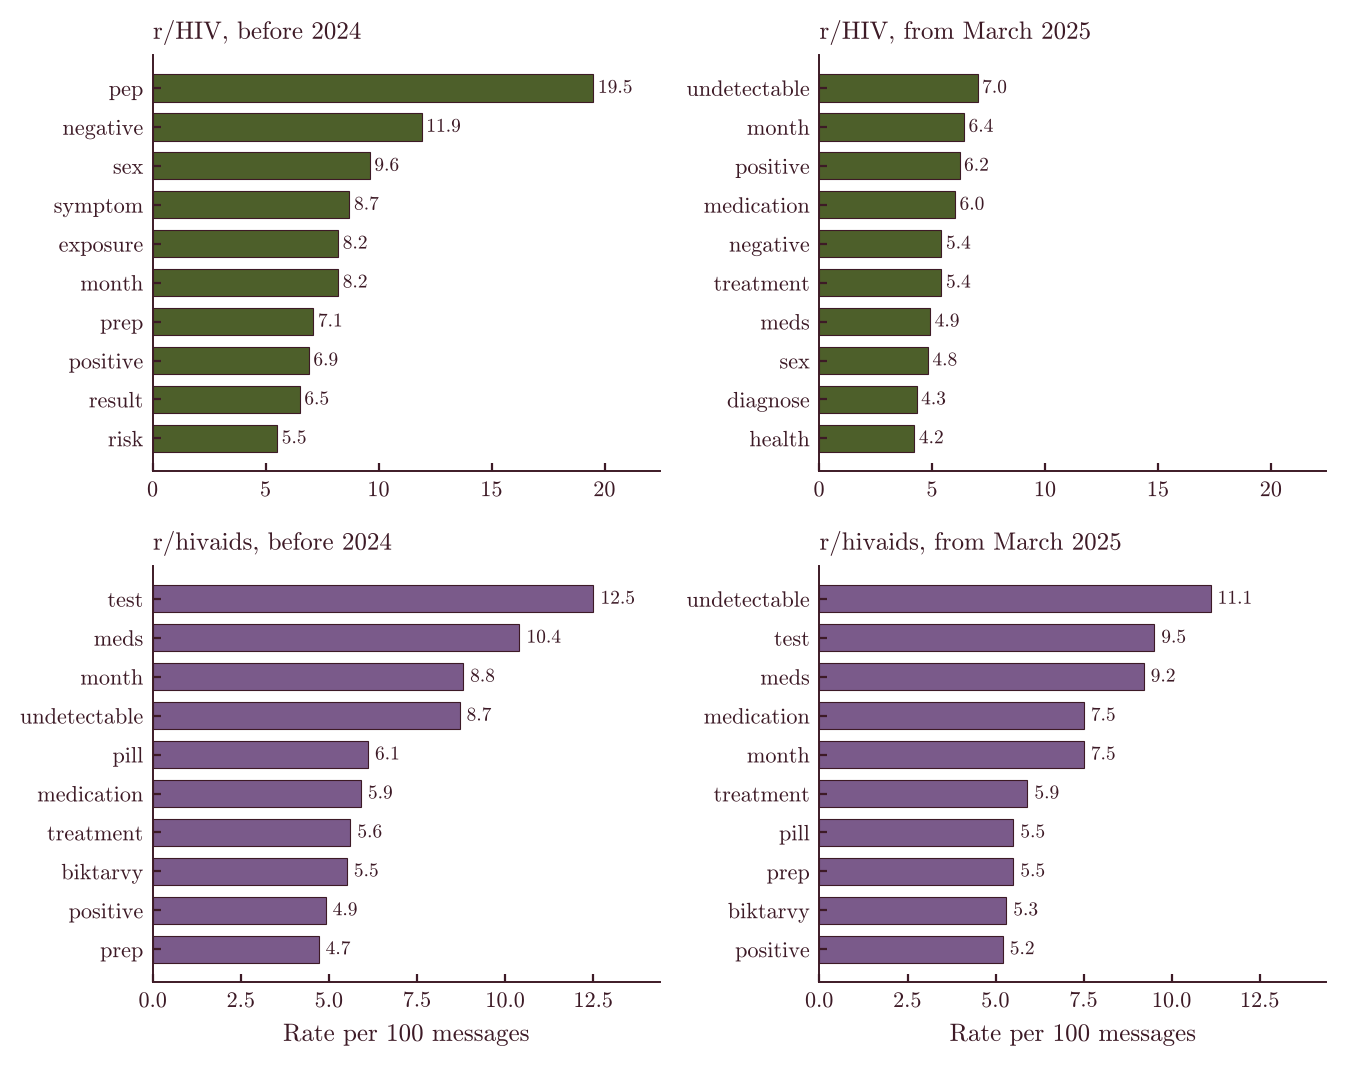 r/HIV, before 2024
pep 19.5
negative 11.9
sex 9.6
symptom 8.7
exposure 8.2
month 8.2
prep 7.1
positive 6.9
result 6.5
risk 5.5
0 5 10 15 20
r/HIV, from March 2025
undetectable 7.0
month 6.4
positive 6.2
medication 6.0
negative 5.4
treatment 5.4
meds 4.9
sex 4.8
diagnose 4.3
health 4.2
0 5 10 15 20
r/hivaids, before 2024
test 12.5
meds 10.4
month 8.8
undetectable 8.7
pill 6.1
medication 5.9
treatment 5.6
biktarvy 5.5
positive 4.9
prep 4.7
0.0 2.5 5.0 7.5 10.0 12.5
Rate per 100 messages
r/hivaids, from March 2025
undetectable 11.1
test 9.5
meds 9.2
medication 7.5
month 7.5
treatment 5.9
pill 5.5
prep 5.5
biktarvy 5.3
positive 5.2
0.0 2.5 5.0 7.5 10.0 12.5
Rate per 100 messages